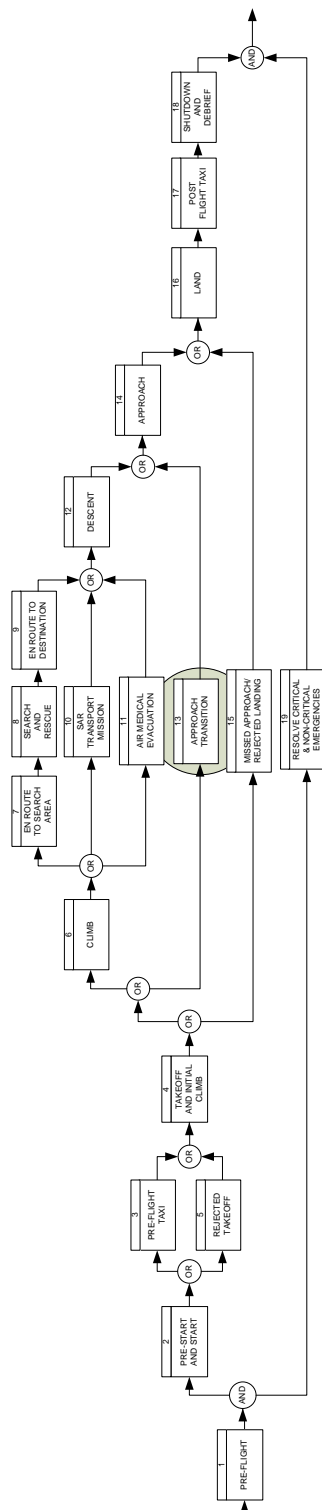 1
PRE-FLIGHT
AND
2
PRE-START
AND START
OR
3
PRE-FLIGHT
TAXI
5
REJECTED
TAKEOFF
OR
4
TAKEOFF
AND INITIAL
CLIMB
OR
OR
6
CLIMB
OR
7
EN ROUTE
TO SEARCH
AREA
8
SEARCH
AND
RESCUE
9
EN ROUTE TO
DESTINATION
10
SAR
TRANSPORT
MISSION
11
AIR MEDICAL
EVACUATION
OR
12
DESCENT
13
APPROACH
TRANSITION
OR
14
APPROACH
15
MISSED APPROACH/
REJECTED LANDING
OR
16
LAND
17
POST
FLIGHT TAXI
18
SHUTDOWN
AND
DEBRIEF
19
RESOLVE CRITICAL
& NON-CRITICAL
EMERGENCIES
AND